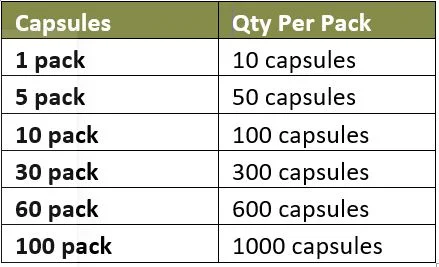 Capsules Qty Per Pack
1 pack 10 capsules
5 pack 50 capsules
10 pack 100 capsules
30 pack 300 capsules
60 pack 600 capsules
100 pack 1000 capsules